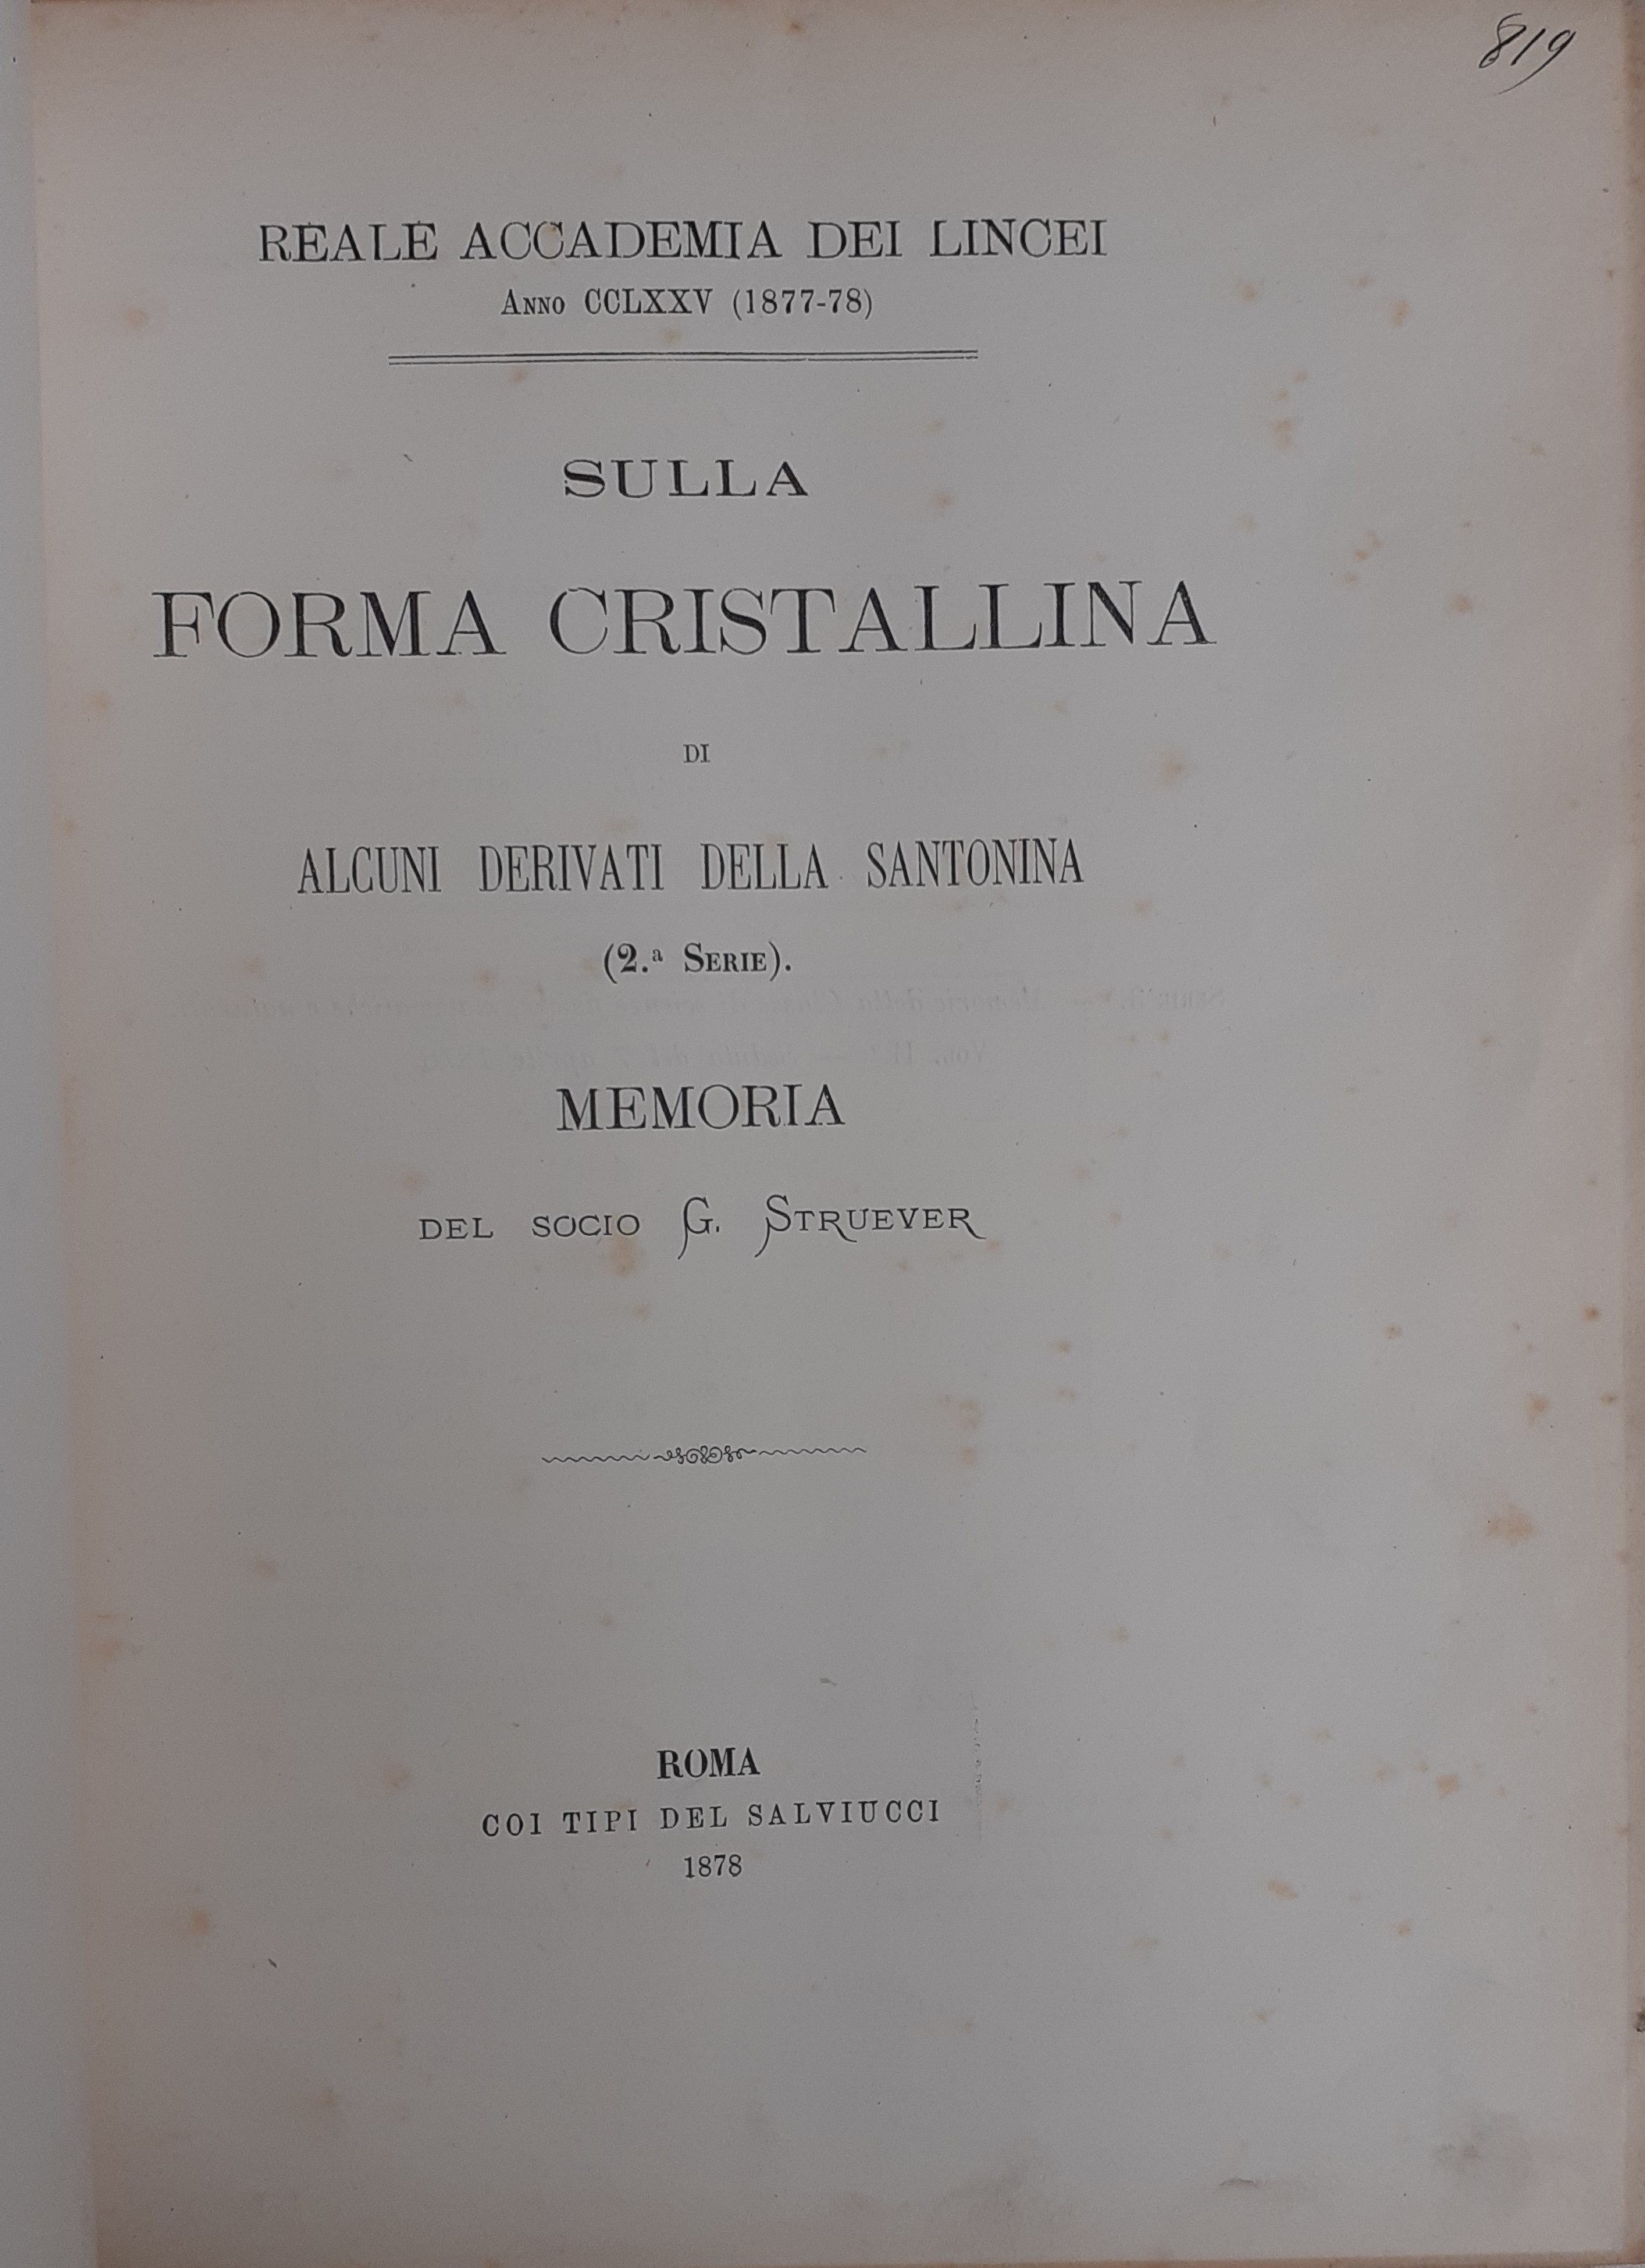 819
REALE ACCADEMIA DEI LINCEI
ANNO CCLXXV (1877-78)
SULLA
FORMA CRISTALLINA
DI
ALCUNI DERIVATI DELLA SANTONINA
(2.ª SERIE).
MEMORIA
DEL SOCIO G. STRUEVER
ROMA
COI TIPI DEL SALVIUCCI
1878